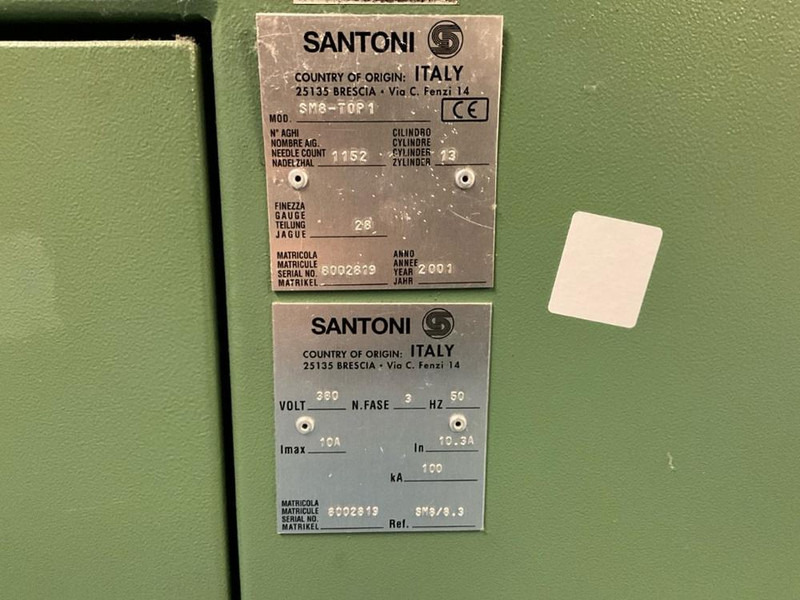 SANTONI
COUNTRY OF ORIGIN: ITALY
25135 BRESCIA • Via C. Fenzi 14
MOD. SM8-TOP1
CE
N° AGHI
NOMBRE AIG.
NEEDLE COUNT 1152
NADELZHAL
CILINDRO
CYLINDRE
CYLINDER 13
ZYLINDER
FINEZZA
GAUGE
TEILUNG 28
JAGUE
MATRICOLA
MATRICULE
SERIAL NO. 8002819
MATRIKEL
ANNO
ANNEE
YEAR 2001
JAHR
SANTONI
COUNTRY OF ORIGIN: ITALY
25135 BRESCIA • Via C. Fenzi 14
VOLT 380 N.FASE 3 HZ 50
Imax 10A In 10.3A
kA 100
MATRICOLA
MATRICULE
SERIAL NO. 8002819
MATRIKEL
Ref. SM8/8.3